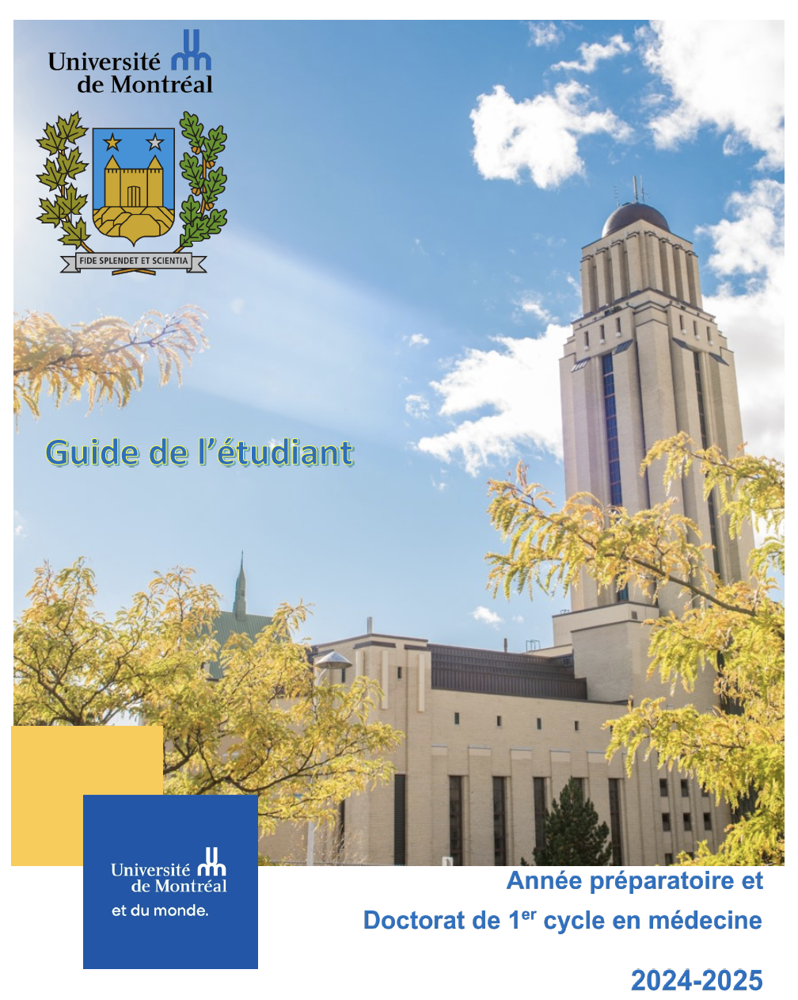 Université
de Montréal
FIDE SPLENDET ET SCIENTIA
Guide de l’étudiant
Université
de Montréal
et du monde.
Année préparatoire et
Doctorat de 1er cycle en médecine
2024-2025